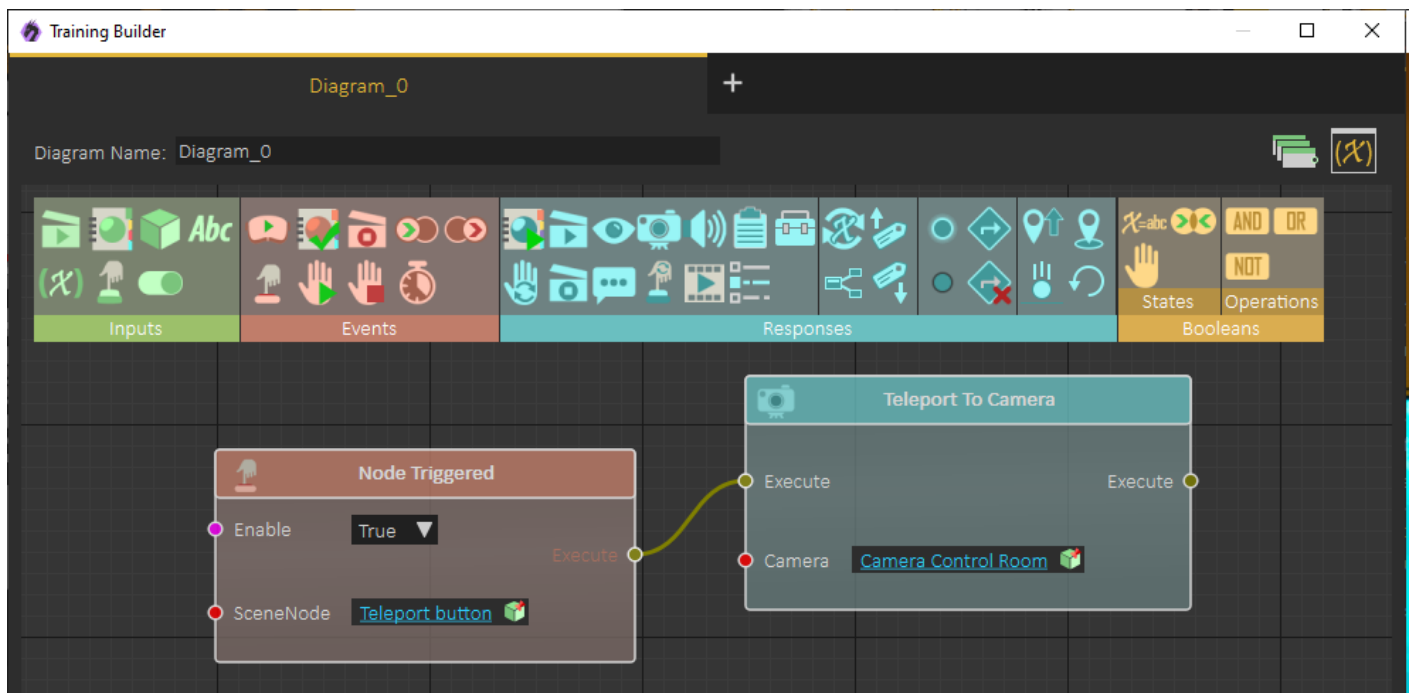 Training Builder
Diagram_0
+
Diagram Name: Diagram_0
(x)
Abc
(x)
X=abc
AND OR
NOT
States Operations
Inputs Events Responses Booleans
Teleport To Camera
Node Triggered
Execute Execute
Enable True
Execute
Camera Camera Control Room
SceneNode Teleport button